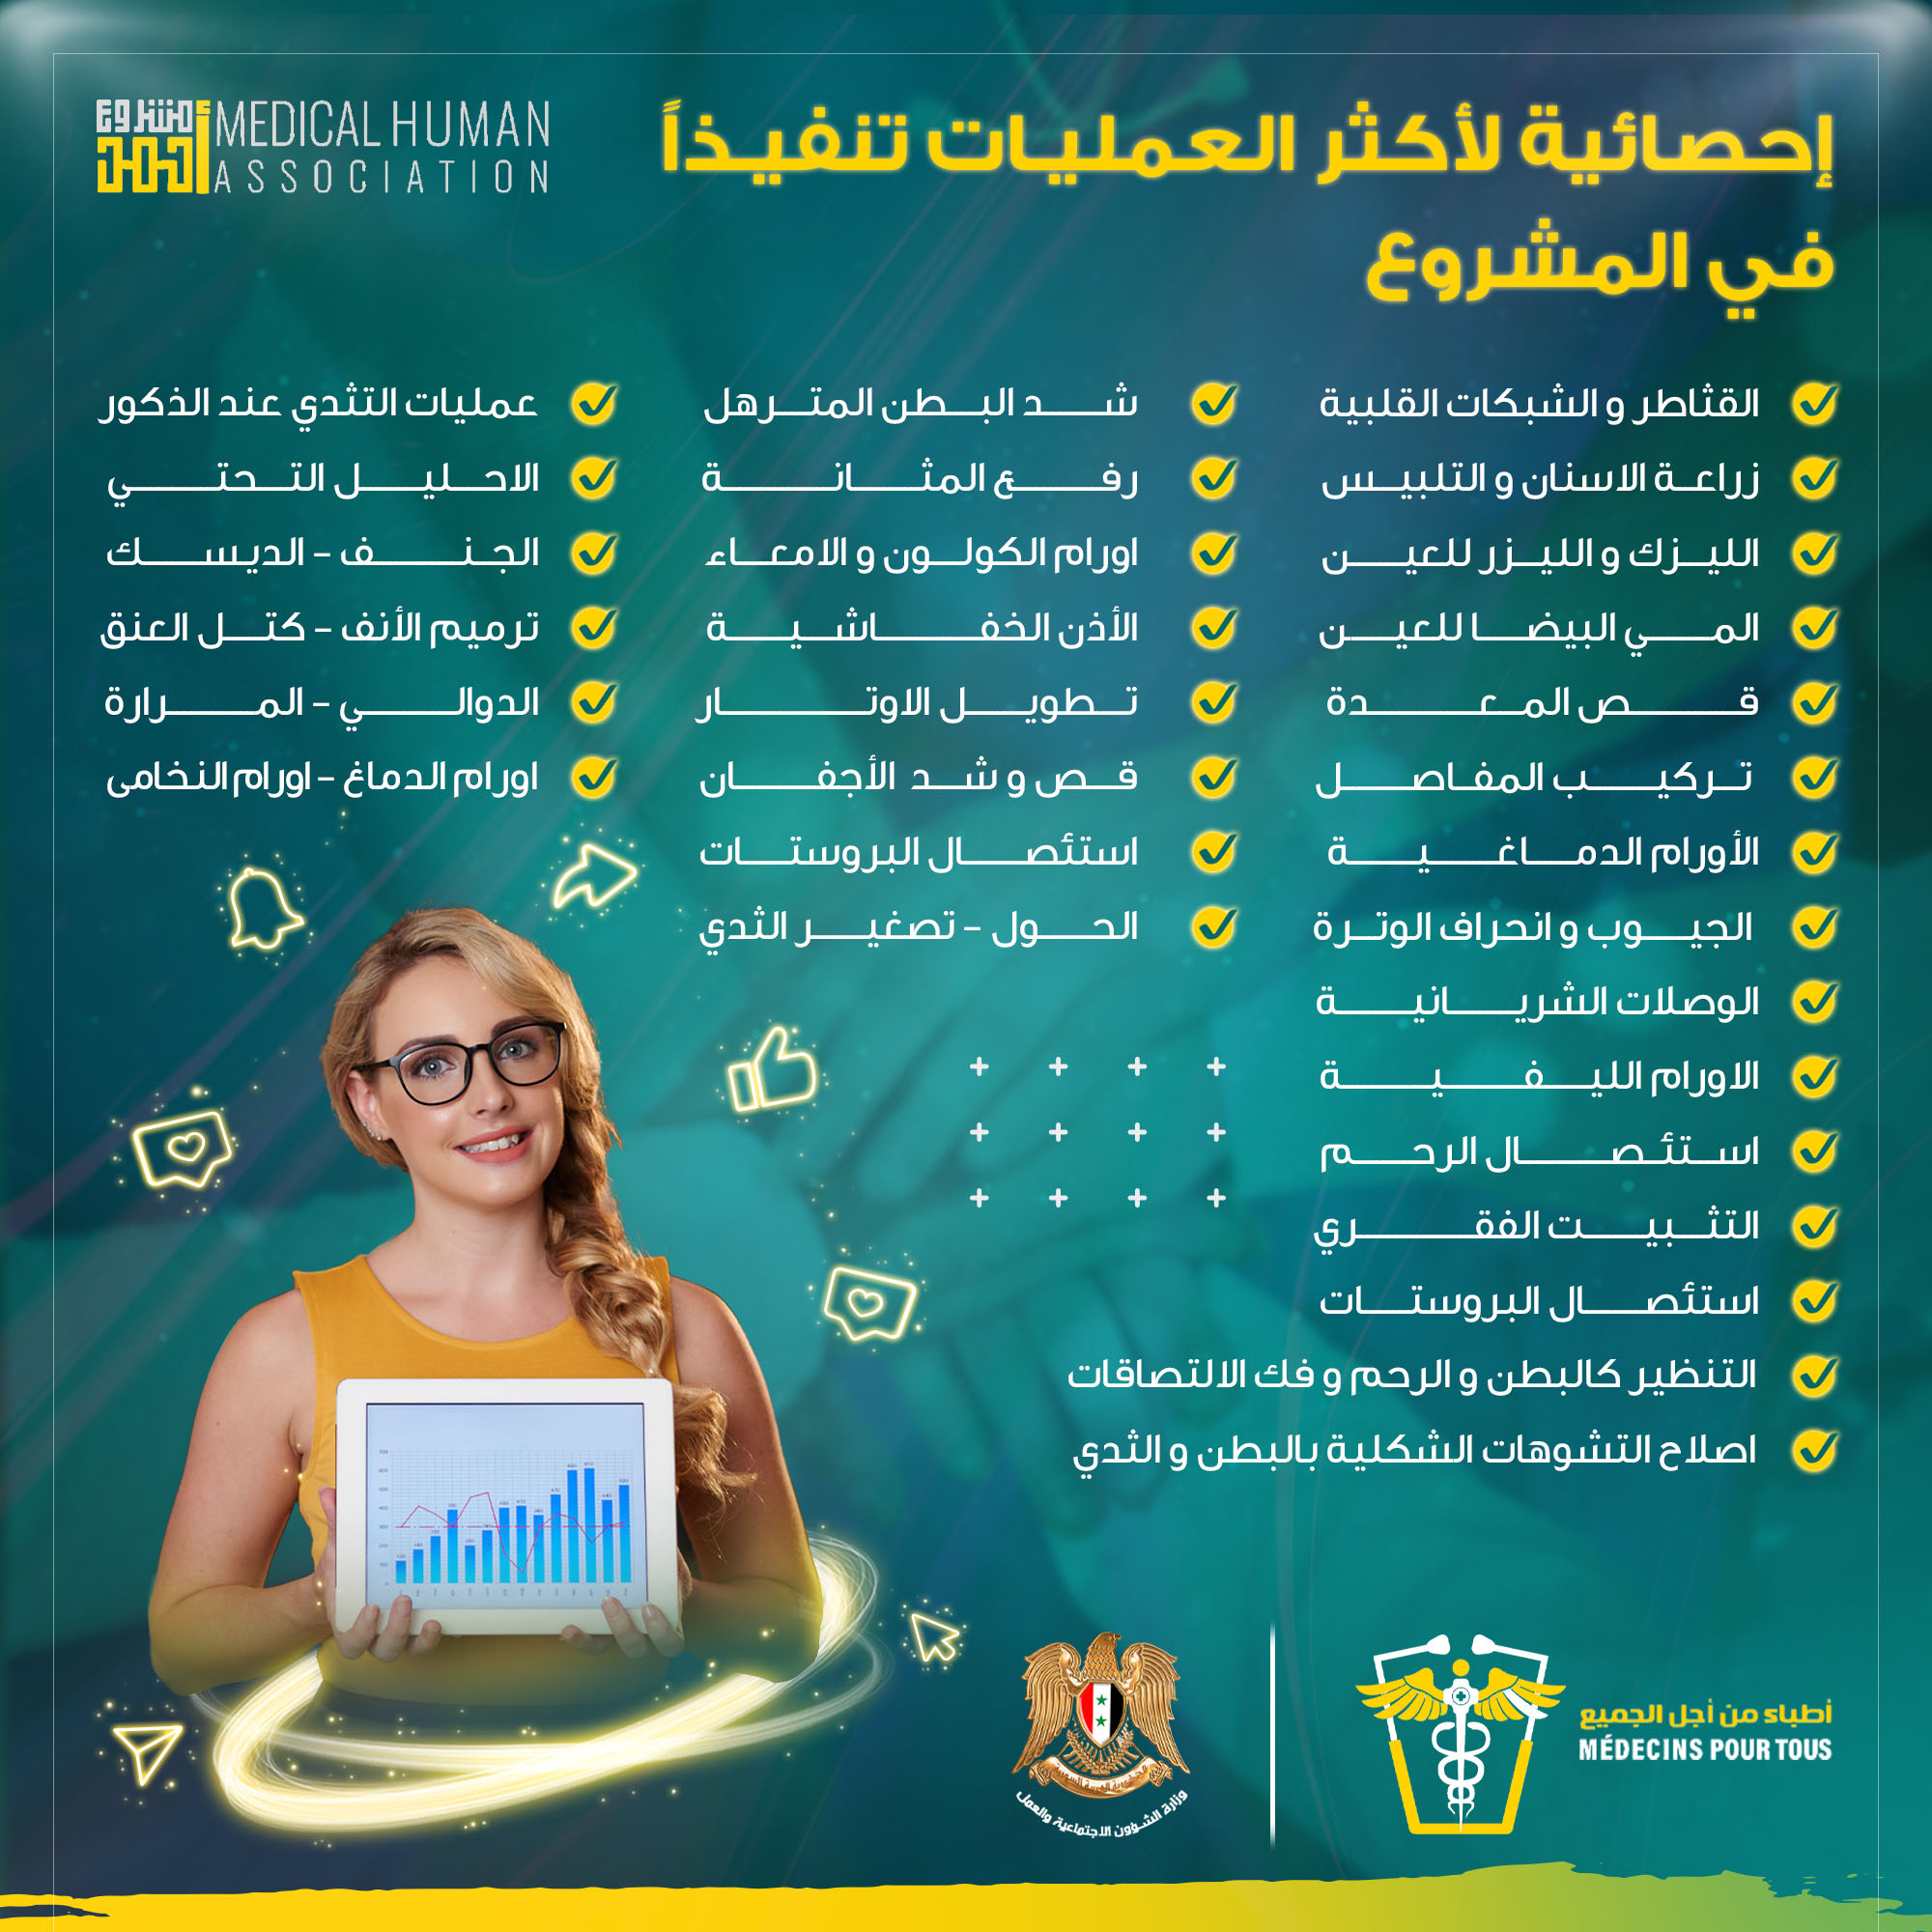 إحصائية لأكثر العمليات تنفيذاً
في المشروع
مشروع
MEDICAL HUMAN
ASSOCIATION
القثاطر و الشبكات القلبية
زراعة الاسنان و التلبيس
الليزك و الليزر للعين
المي البيضا للعين
قص المعدة
تركيب المفاصل
الأورام الدماغية
الجيوب و انحراف الوترة
الوصلات الشريانية
الاورام الليفية
استئصال الرحم
التثبيت الفقري
استئصال البروستات
التنظير كالبطن و الرحم و فك الالتصاقات
اصلاح التشوهات الشكلية بالبطن و الثدي
شد البطن المترهل
رفع المثانة
اورام الكولون و الامعاء
الأذن الخفاشية
تطويل الاوتار
قص و شد الأجفان
استئصال البروستات
الحول - تصغير الثدي
عمليات التثدي عند الذكور
الاحليل التحتي
الجنف - الديسك
ترميم الأنف - كتل العنق
الدوالي - المرارة
اورام الدماغ - اورام النخامى
أطباء من أجل الجميع
MÉDECINS POUR TOUS
الجمهورية العربية السورية
وزارة الشؤون الاجتماعية والعمل